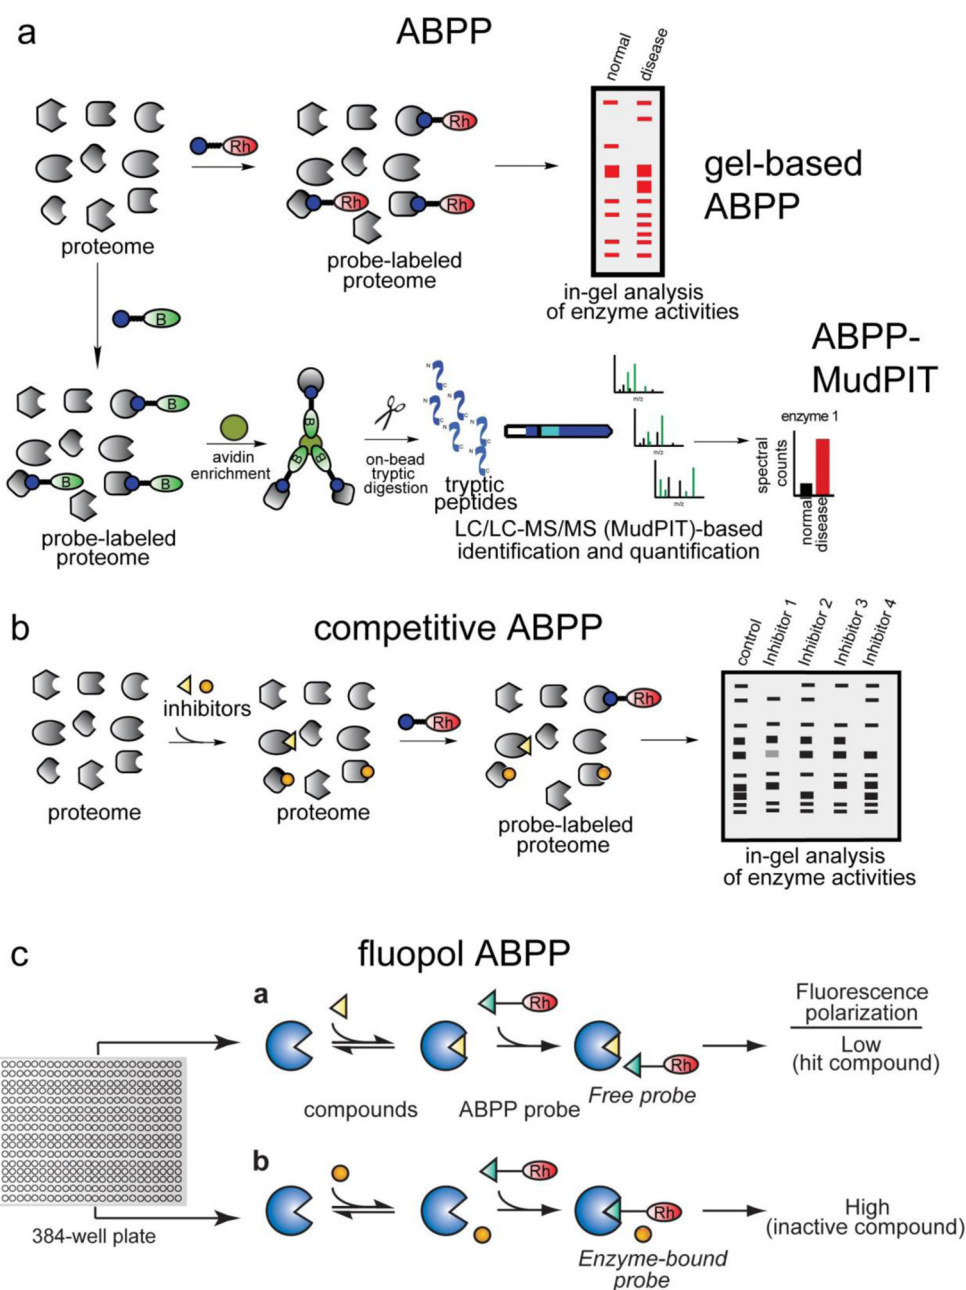 a
ABPP
normal
disease
Rh
Rh
Rh
Rh
gel-based
ABPP
proteome
probe-labeled
proteome
in-gel analysis
of enzyme activities
B
ABPP-
MudPIT
B
B
B
B
B
B
avidin
enrichment
on-bead
tryptic
digestion
N
C
N
C
N
C
N
C
N
C
tryptic
peptides
m/z
m/z
m/z
enzyme 1
spectral
counts
normal
disease
probe-labeled
proteome
LC/LC-MS/MS (MudPIT)-based
identification and quantification
b
competitive ABPP
control
Inhibitor 1
Inhibitor 2
Inhibitor 3
Inhibitor 4
inhibitors
Rh
Rh
proteome
proteome
probe-labeled
proteome
in-gel analysis
of enzyme activities
c
fluopol ABPP
a
Rh
Rh
Fluorescence
polarization
Low
(hit compound)
compounds
ABPP probe
Free probe
b
Rh
Rh
High
(inactive compound)
384-well plate
Enzyme-bound
probe